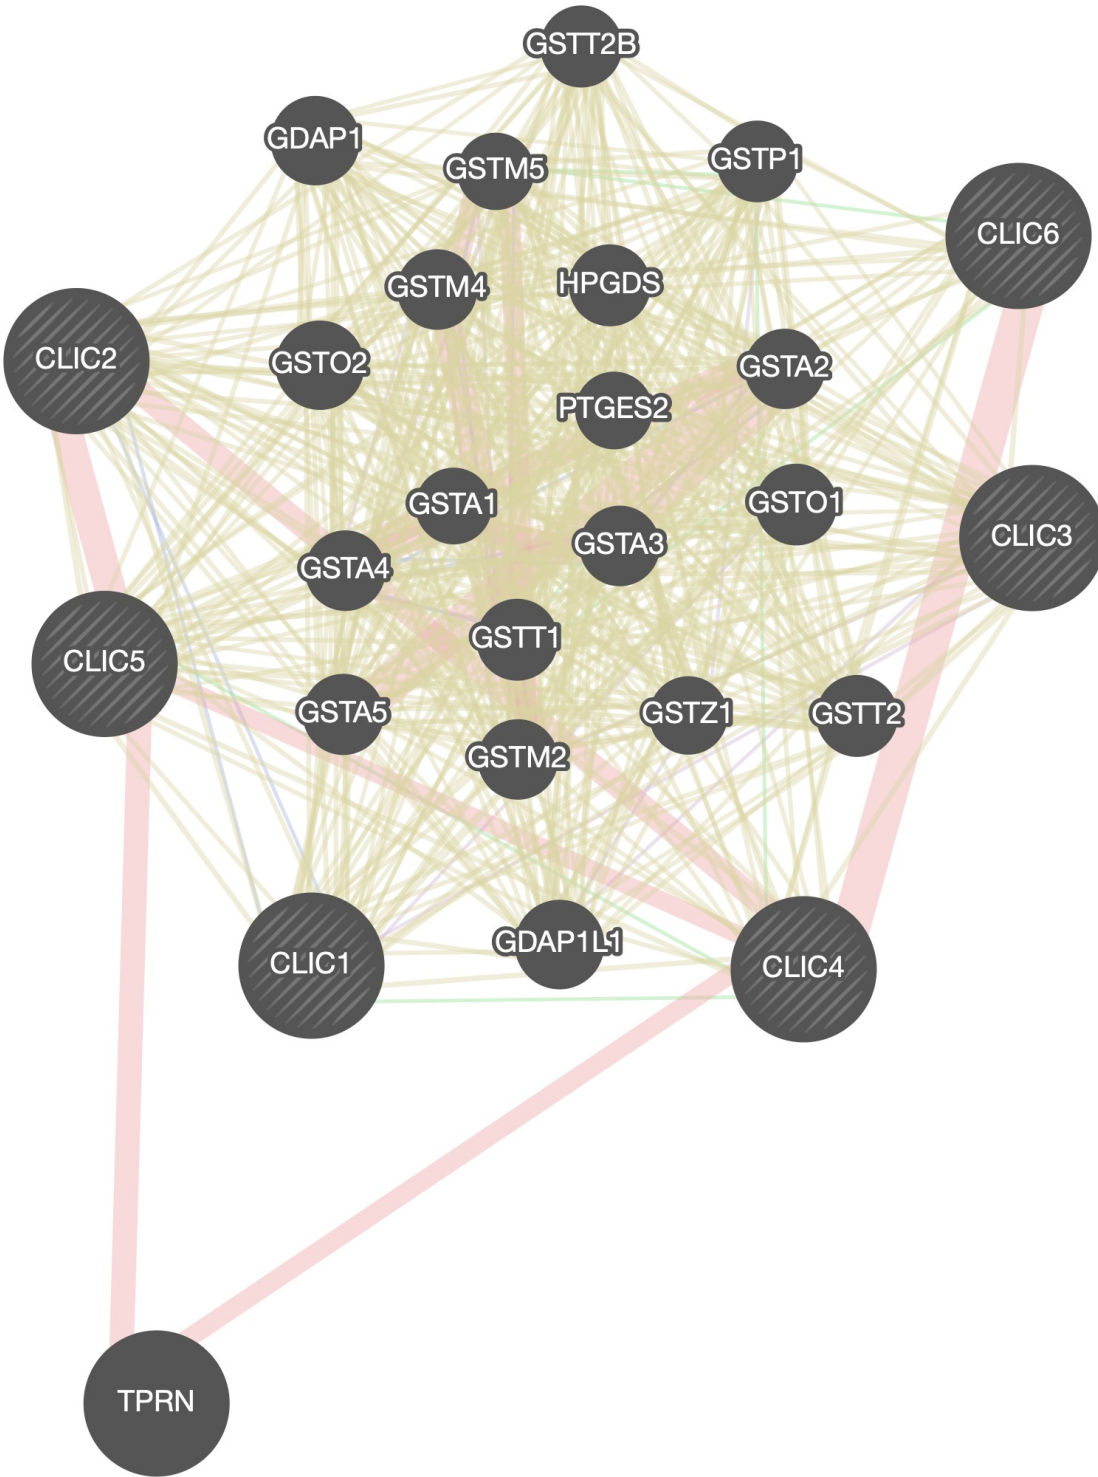 GSTT2B
GDAP1
GSTM5
GSTP1
CLIC6
GSTM4
HPGDS
CLIC2
GSTO2
GSTA2
PTGES2
GSTA1
GSTO1
CLIC3
GSTA4
GSTA3
GSTT1
CLIC5
GSTA5
GSTZ1
GSTT2
GSTM2
GDAP1L1
CLIC1
CLIC4
TPRN